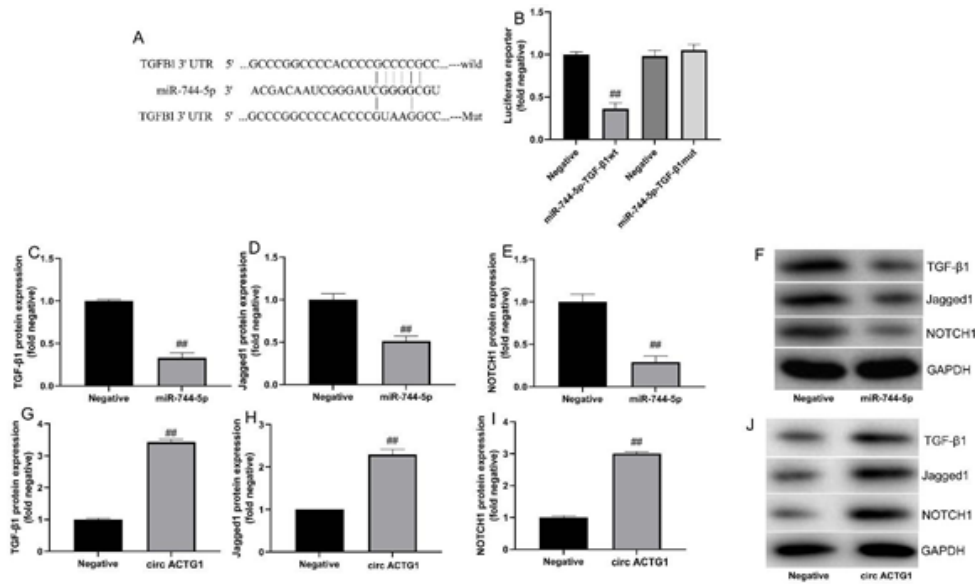 A
TGFBI 3' UTR 5' ...GCCCGGCCCCACCCCGCCCCGCC...---wild
miR-744-5p 3' ACGACAAUCGGGAUCGGGGCGU
TGFBI 3' UTR 5' ...GCCCGGCCCCACCCCGUAAGGCC...---Mut
B
Luciferase reporter
(fold negative)
1.5
1.0
0.5
0.0
##
Negative
miR-744-5p-TGF-β1wt
Negative
miR-744-5p-TGF-β1mut
C
TGF-β1 protein expression
(fold negative)
1.5
1.0
0.5
0.0
##
Negative miR-744-5p
D
Jagged1 protein expression
(fold negative)
1.5
1.0
0.5
0.0
##
Negative miR-744-5p
E
NOTCH1 protein expression
(fold negative)
1.5
1.0
0.5
0.0
##
Negative miR-744-5p
F
TGF-β1
Jagged1
NOTCH1
GAPDH
Negative miR-744-5p
G
TGF-β1 protein expression
(fold negative)
4
3
2
1
0
##
Negative circ ACTG1
H
Jagged1 protein expression
(fold negative)
3
2
1
0
##
Negative circ ACTG1
I
NOTCH1 protein expression
(fold negative)
4
3
2
1
0
##
Negative circ ACTG1
J
TGF-β1
Jagged1
NOTCH1
GAPDH
Negative circ ACTG1